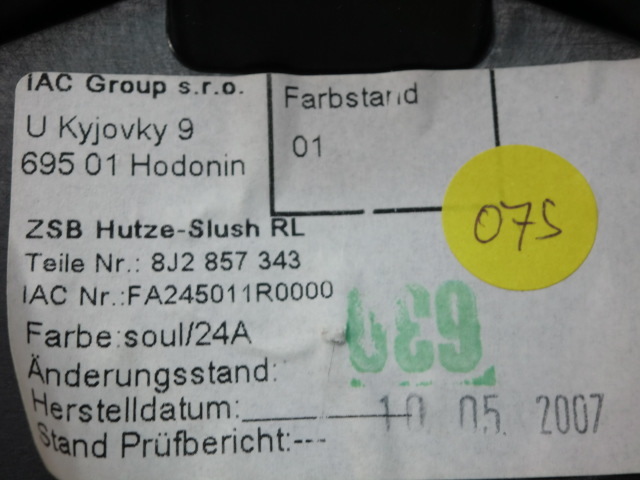 IAC Group s.r.o.
U Kyjovky 9
695 01 Hodonin
Farbstand
01
07S
ZSB Hutze-Slush RL
Teile Nr.: 8J2 857 343
IAC Nr.:FA245011R0000
Farbe:soul/24A
Änderungsstand:
Herstelldatum: 10. 05. 2007
Stand Prüfbericht:---